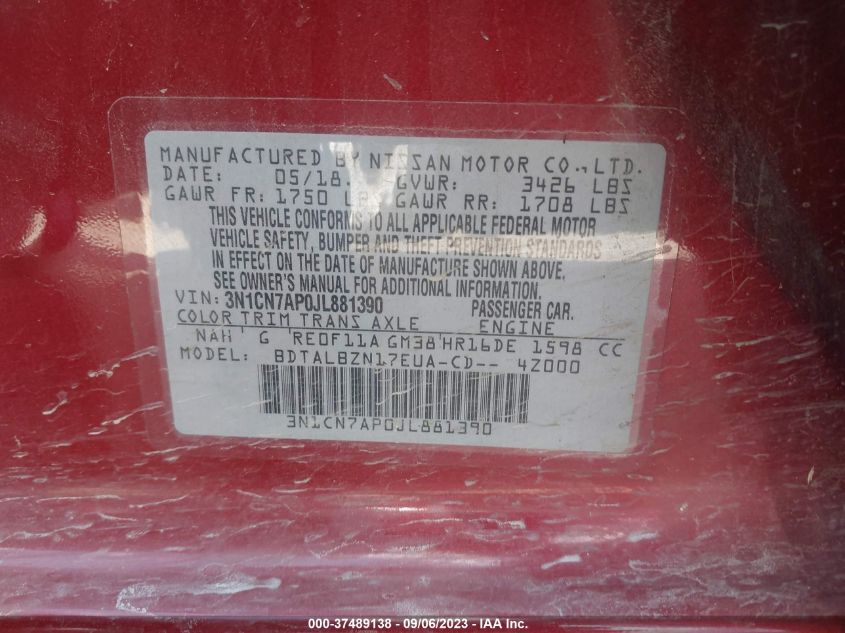 MANUFACTURED BY NISSAN MOTOR CO.,LTD.
DATE: 05/18. GVWR: 3426 LBS
GAWR FR: 1750 LBS GAWR RR: 1708 LBS
THIS VEHICLE CONFORMS TO ALL APPLICABLE FEDERAL MOTOR
VEHICLE SAFETY, BUMPER AND THEFT PREVENTION STANDARDS
IN EFFECT ON THE DATE OF MANUFACTURE SHOWN ABOVE.
SEE OWNER'S MANUAL FOR ADDITIONAL INFORMATION.
VIN: 3N1CN7AP0JL881390 PASSENGER CAR.
COLOR TRIM TRANS AXLE ENGINE
NAH ' G 'RE0F11A GM38'HR16DE 1598 CC
MODEL: BDTALBZN17EUA-CD-- 4Z000
3N1CN7AP0JL881390
000-37489138 - 09/06/2023 - © IAA Inc.